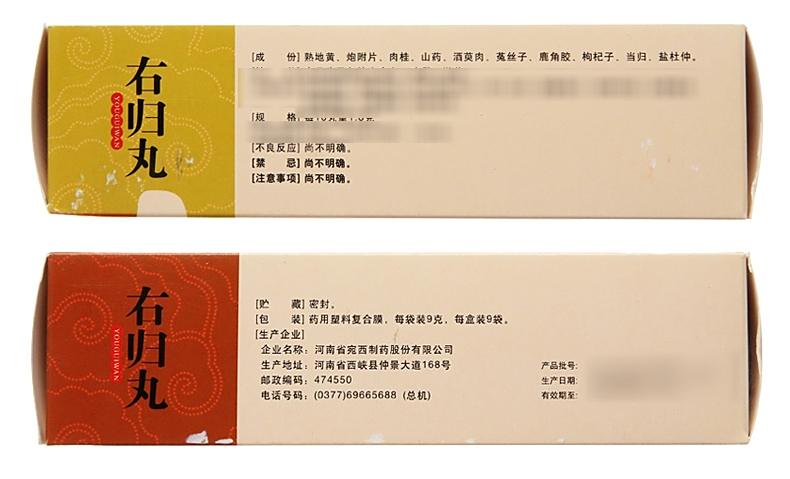 右归丸
YOUGUIWAN
[成 份] 熟地黄、炮附片、肉桂、山药、酒萸肉、菟丝子、鹿角胶、枸杞子、当归、盐杜仲。
[规 格]
[不良反应] 尚不明确。
[禁 忌] 尚不明确。
[注意事项] 尚不明确。
右归丸
YOUGUIWAN
[贮 藏] 密封。
[包 装] 药用塑料复合膜，每袋装9克，每盒装9袋。
[生产企业]
企业名称：河南省宛西制药股份有限公司
生产地址：河南省西峡县仲景大道168号
邮政编码：474550
电话号码：(0377)69665688 (总机)
产品批号：
生产日期：
有效期至：